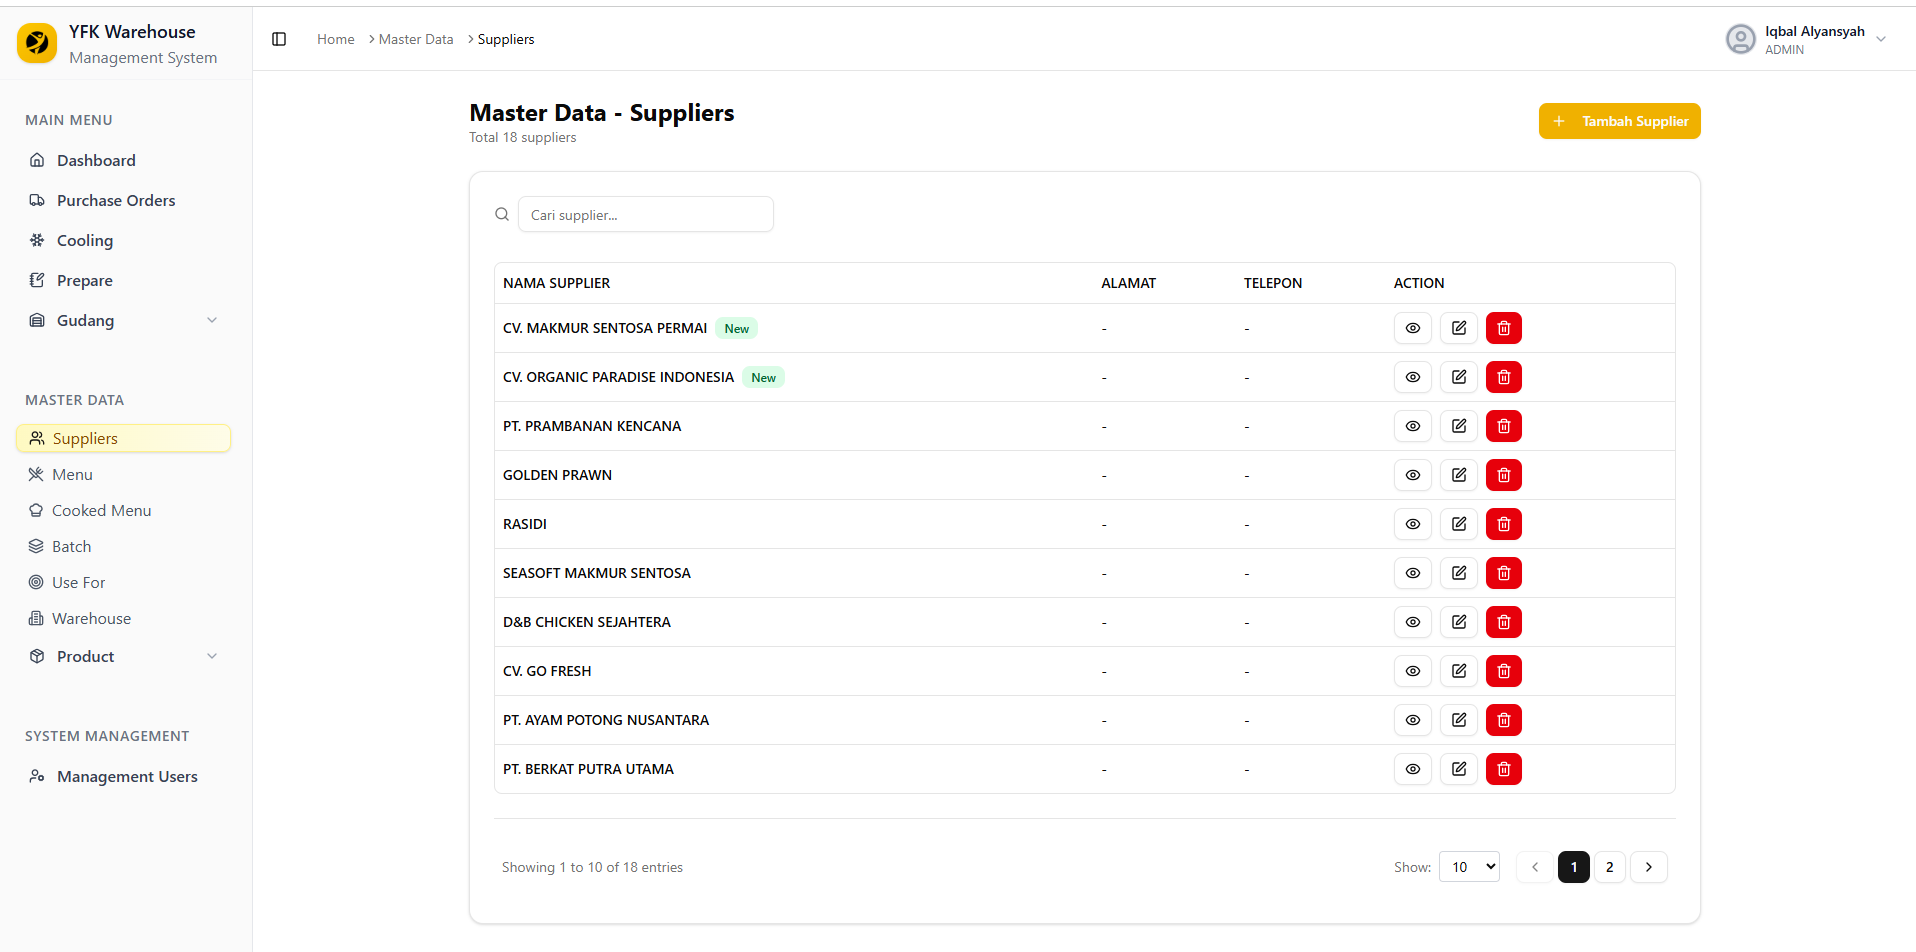 YFK Warehouse
Management System
Home > Master Data > Suppliers
Iqbal Alyansyah
ADMIN
MAIN MENU
Dashboard
Purchase Orders
Cooling
Prepare
Gudang
MASTER DATA
Suppliers
Menu
Cooked Menu
Batch
Use For
Warehouse
Product
SYSTEM MANAGEMENT
Management Users
Master Data - Suppliers
Total 18 suppliers
+ Tambah Supplier
Cari supplier...
NAMA SUPPLIER ALAMAT TELEPON ACTION
CV. MAKMUR SENTOSA PERMAI New - -
CV. ORGANIC PARADISE INDONESIA New - -
PT. PRAMBANAN KENCANA - -
GOLDEN PRAWN - -
RASIDI - -
SEASOFT MAKMUR SENTOSA - -
D&B CHICKEN SEJAHTERA - -
CV. GO FRESH - -
PT. AYAM POTONG NUSANTARA - -
PT. BERKAT PUTRA UTAMA - -
Showing 1 to 10 of 18 entries
Show: 10 1 2